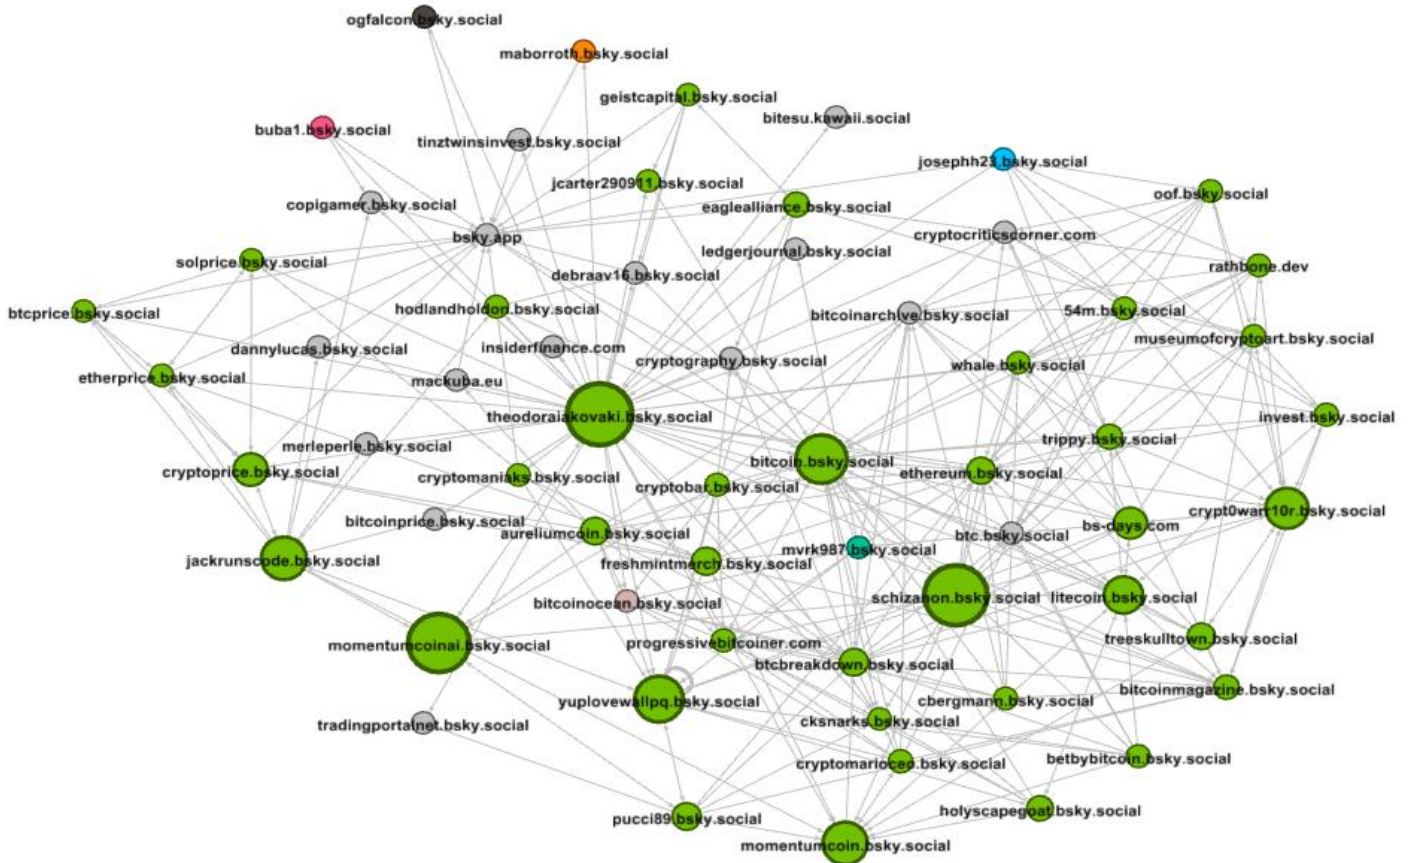 ogfalcon.bsky.social
maborroth.bsky.social
geistcapital.bsky.social
bitesu.kawaii.social
buba1.bsky.social
tinztwinsinvest.bsky.social
josephh23.bsky.social
jcarter290911.bsky.social
oof.bsky.social
copigamer.bsky.social
eaglealliance.bsky.social
bsky.app
cryptocriticscorner.com
ledgerjournal.bsky.social
solprice.bsky.social
rathbone.dev
debraav16.bsky.social
btcprice.bsky.social
hodlandholdon.bsky.social
bitcoinarchive.bsky.social
54m.bsky.social
museumofcryptoart.bsky.social
dannylucas.bsky.social
insiderfinance.com
cryptography.bsky.social
whale.bsky.social
etherprice.bsky.social
mackuba.eu
theodoraiakovaki.bsky.social
invest.bsky.social
trippy.bsky.social
merleperle.bsky.social
bitcoin.bsky.social
cryptoprice.bsky.social
cryptomaniaks.bsky.social
ethereum.bsky.social
cryptobar.bsky.social
crypt0warr10r.bsky.social
bitcoinprice.bsky.social
bs-days.com
aureliumcoin.bsky.social
btc.bsky.social
mvrk987.bsky.social
jackrunscode.bsky.social
freshmintmerch.bsky.social
schizanon.bsky.social
litecoin.bsky.social
bitcoinocean.bsky.social
treeskulltown.bsky.social
momentumcoinai.bsky.social
progressivebitcoiner.com
btcbreakdown.bsky.social
bitcoinmagazine.bsky.social
yuplovewallpq.bsky.social
cbergmann.bsky.social
tradingportalnet.bsky.social
cksnarks.bsky.social
cryptomarioceo.bsky.social
betbybitcoin.bsky.social
holyscapegoat.bsky.social
pucci89.bsky.social
momentumcoin.bsky.social